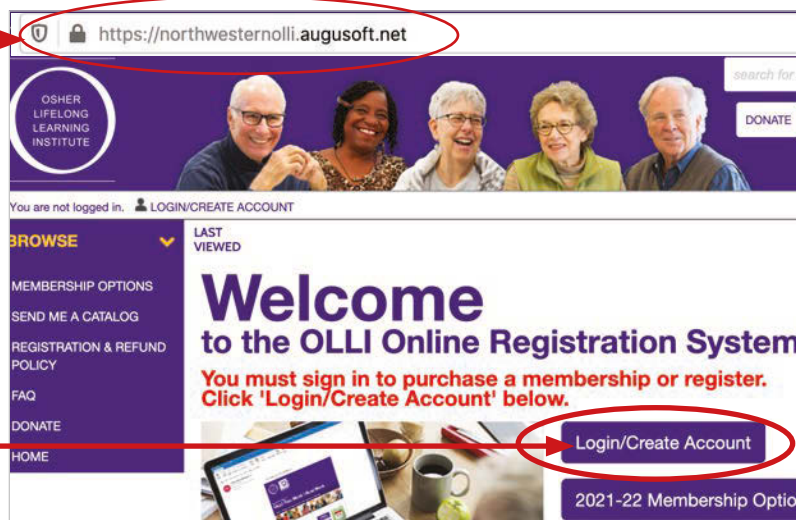 https://northwesternolli.augusoft.net
OSHER
LIFELONG
LEARNING
INSTITUTE
search for
DONATE
You are not logged in. LOGIN/CREATE ACCOUNT
BROWSE
MEMBERSHIP OPTIONS
SEND ME A CATALOG
REGISTRATION & REFUND
POLICY
FAQ
DONATE
HOME
LAST
VIEWED
Welcome
to the OLLI Online Registration System
You must sign in to purchase a membership or register.
Click 'Login/Create Account' below.
Login/Create Account
2021-22 Membership Optio